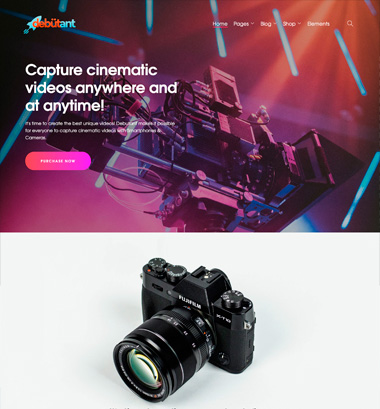 debütant
Home Pages Blog Shop Elements
Capture cinematic
videos anywhere and
at anytime!
It's time to create the best unique videos! Debutant makes it possible
for everyone to capture cinematic videos with Smartphones &
Cameras.
PURCHASE NOW
FUJIFILM
X-T10